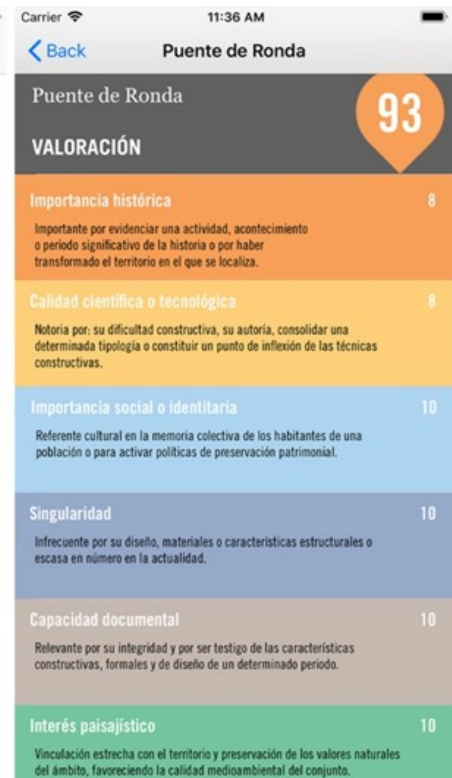 Carrier 11:36 AM
Back Puente de Ronda
Puente de Ronda
93
VALORACIÓN
Importancia histórica 8
Importante por evidenciar una actividad, acontecimiento
o periodo significativo de la historia o por haber
transformado el territorio en el que se localiza.
Calidad científica o tecnológica 8
Notoria por: su dificultad constructiva, su autoría, consolidar una
determinada tipología o constituir un punto de inflexión de las técnicas
constructivas.
Importancia social o identitaria 10
Referente cultural en la memoria colectiva de los habitantes de una
población o para activar políticas de preservación patrimonial.
Singularidad 10
Infrecuente por su diseño, materiales o características estructurales o
escasa en número en la actualidad.
Capacidad documental 10
Relevante por su integridad y por ser testigo de las características
constructivas, formales y de diseño de un determinado periodo.
Interés paisajístico 10
Vinculación estrecha con el territorio y preservación de los valores naturales
del ámbito, favoreciendo la calidad medioambiental del conjunto.